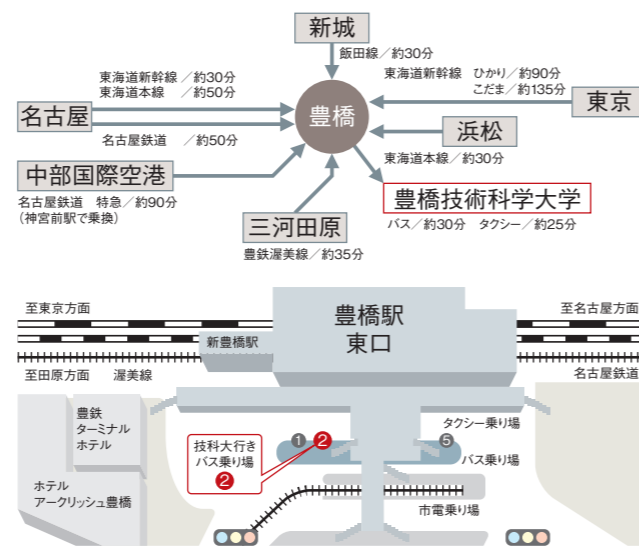 新城
飯田線／約30分
東海道新幹線／約30分
東海道本線　／約50分
東海道新幹線　ひかり／約90分
こだま／約135分
名古屋
豊橋
東京
名古屋鉄道　／約50分
浜松
東海道本線／約30分
中部国際空港
名古屋鉄道　特急／約90分
（神宮前駅で乗換）
豊橋技術科学大学
バス／約30分　タクシー／約25分
三河田原
豊鉄渥美線／約35分
至東京方面
豊橋駅
東口
至名古屋方面
新豊橋駅
至田原方面　渥美線
名古屋鉄道
豊鉄
ターミナル
ホテル
タクシー乗り場
技科大行き
バス乗り場
2
1
2
5
バス乗り場
ホテル
アークリッシュ豊橋
市電乗り場